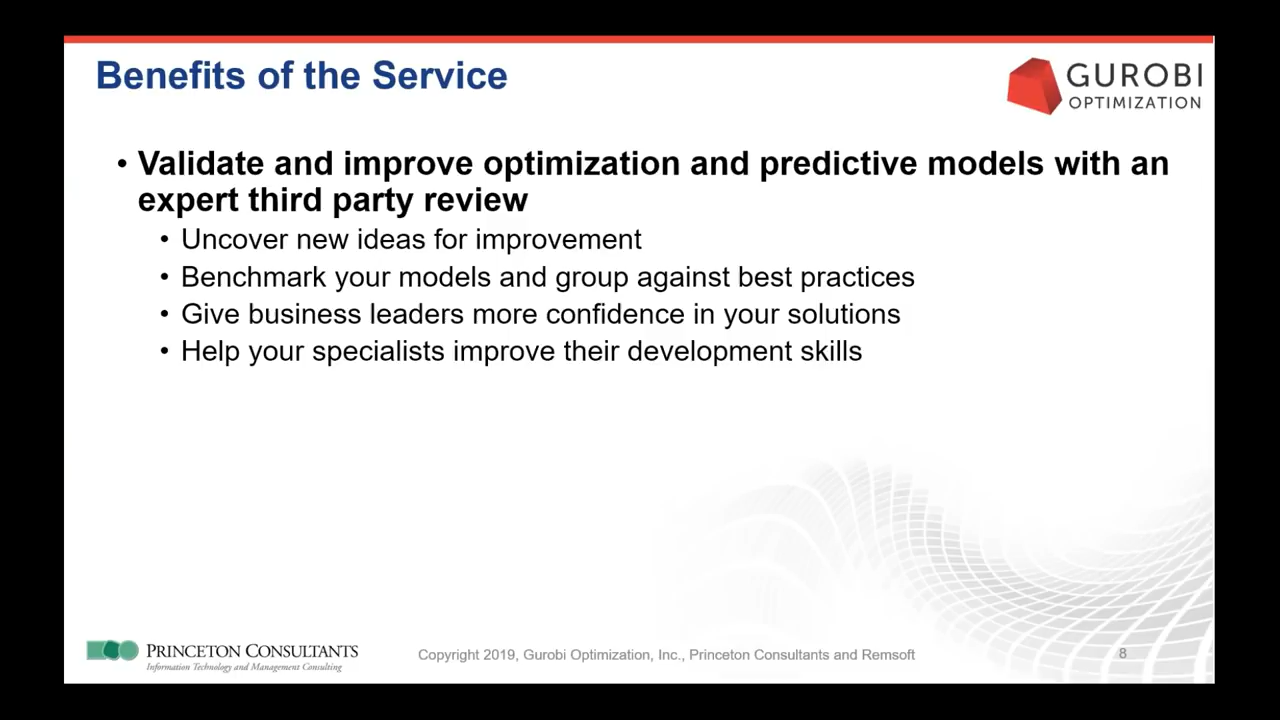 Benefits of the Service
GUROBI
OPTIMIZATION
• Validate and improve optimization and predictive models with an
expert third party review
• Uncover new ideas for improvement
• Benchmark your models and group against best practices
• Give business leaders more confidence in your solutions
• Help your specialists improve their development skills
PRINCETON CONSULTANTS
Information Technology and Management Consulting
Copyright 2019, Gurobi Optimization, Inc., Princeton Consultants and Remsoft
8